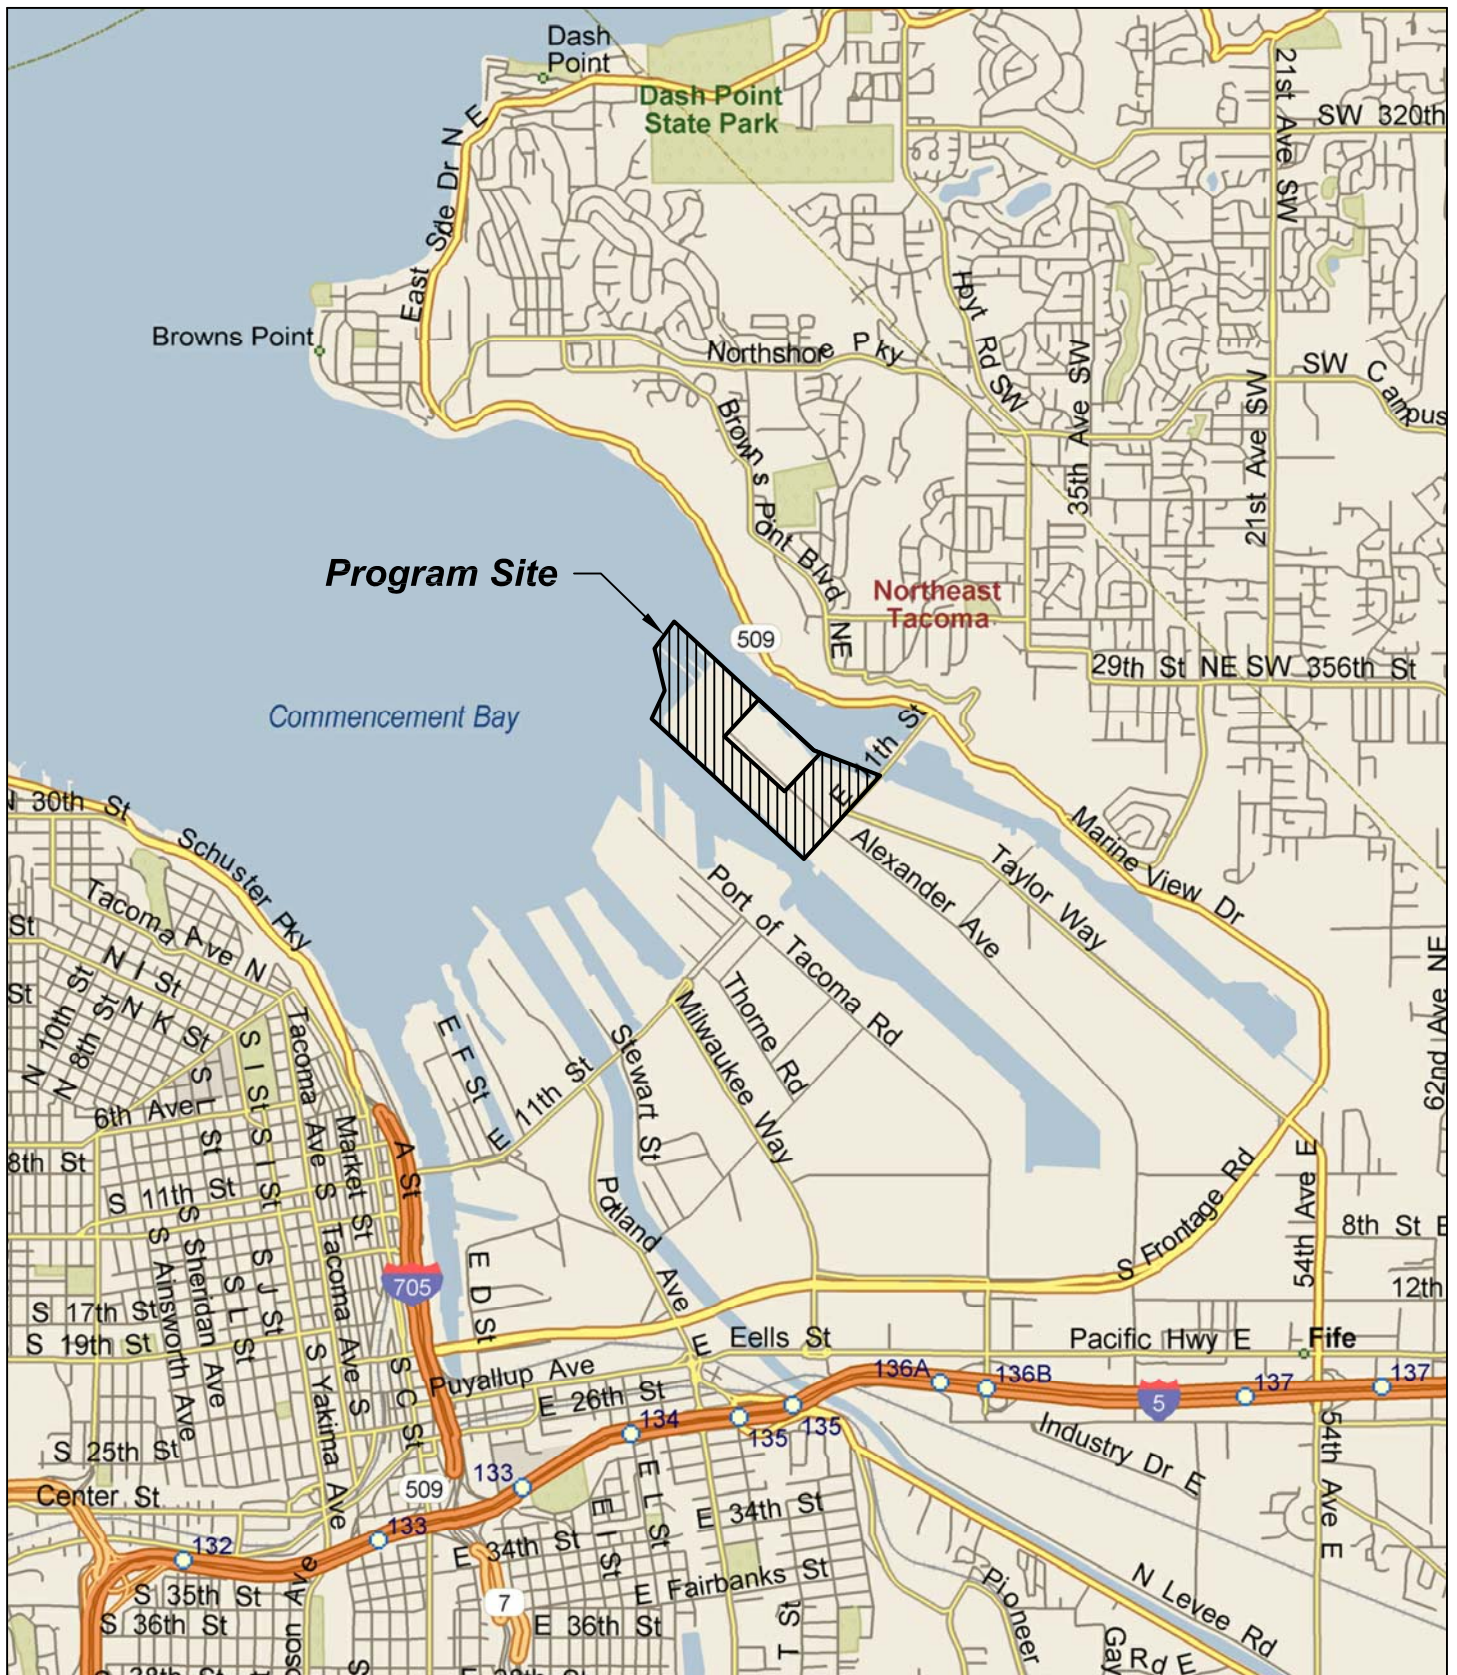 Dash
Point
Dash Point
State Park
East Sde Dr N E
21st Ave SW
SW 320th
Browns Point
Northshore P ky
Hoyt Rd SW
35th Ave SW
21st Ave SW
SW Campus
Browns Point Blvd NE
Program Site
Northeast
Tacoma
509
29th St NE
SW 356th St
Commencement Bay
E 11th St
N 30th St
Schuster Pky
Marine View Dr
Alexander Ave
Taylor Way
Port of Tacoma Rd
Tacoma Ave N
St
N I St
St
N K St
N 10th St
N 8th St
S I St
Tacoma Ave S
E F St
E 11th St
Stewart St
Milwaukee Way
Thorne Rd
62nd Ave NE
6th Ave
S L St
S I St
Market St
A St
8th St
S 11th St
Portland Ave E
S Frontage Rd
54th Ave E
8th St E
12th
S Ainsworth Ave
S Sheridan Ave
S L St
S J St
Tacoma Ave S
705
E D St
S 17th St
S 19th St
Eells St
Pacific Hwy E
Fife
S Yakima Ave
S C St
Puyallup Ave
E 26th St
136A
136B
5
137
137
134
135
135
S 25th St
Industry Dr E
54th Ave E
Center St
509
133
E L St
E I St
E 34th St
133
132
E 34th St
S 35th St
E Fairbanks St
S 36th St
7
E 36th St
T St
Pioneer
N Levee Rd
Gay
Rd E
S